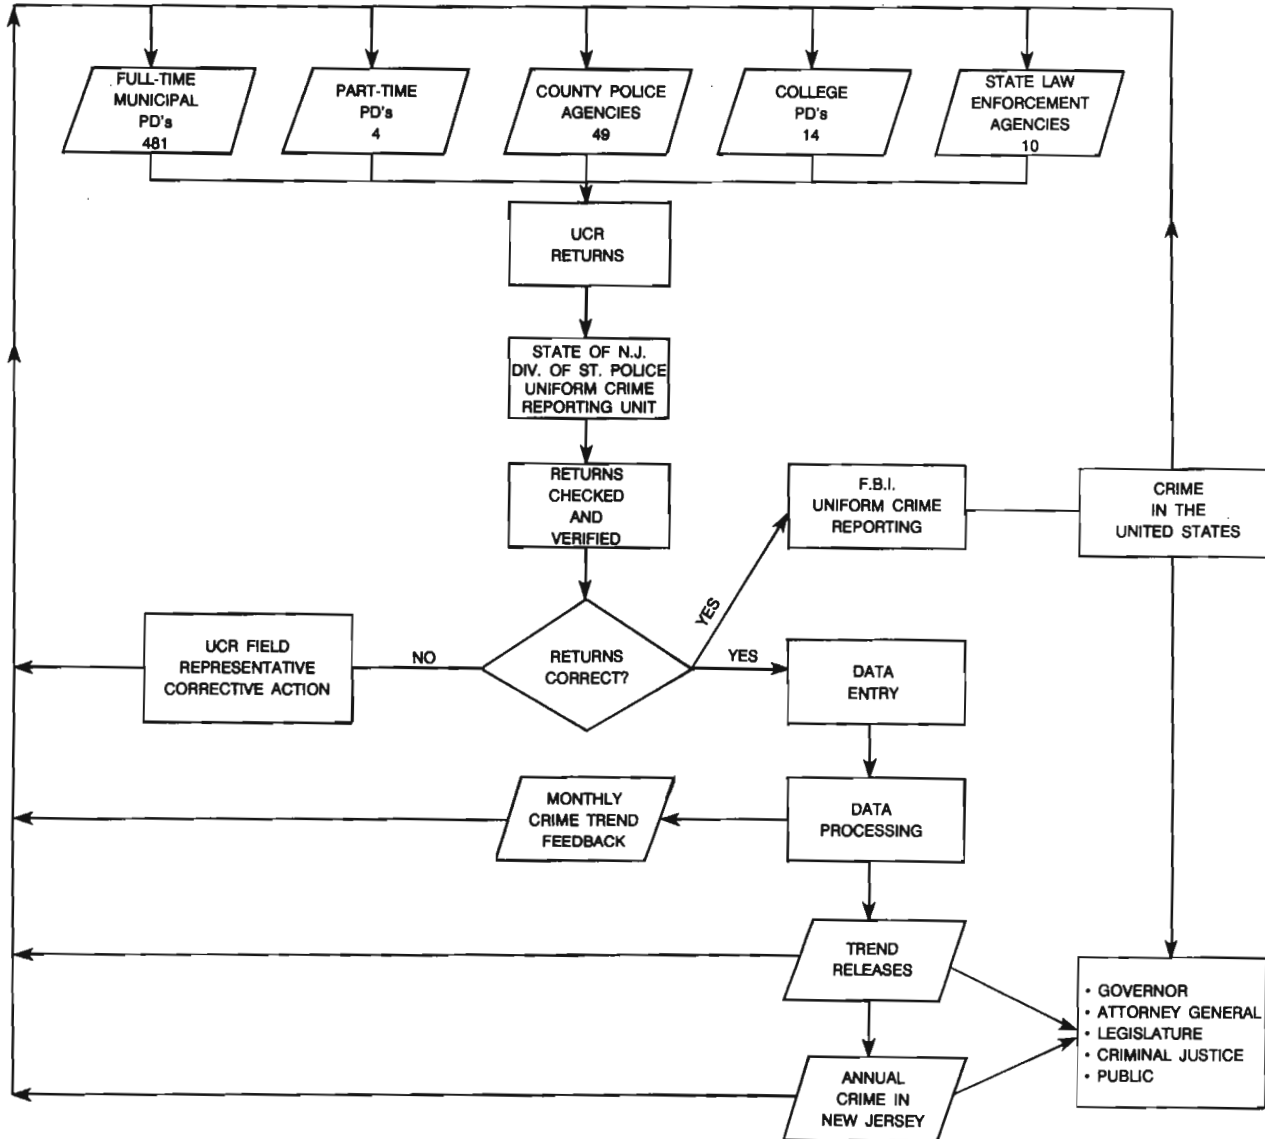 FULL-TIME
MUNICIPAL
PD's
481
PART-TIME
PD's
4
COUNTY POLICE
AGENCIES
49
COLLEGE
PD's
14
STATE LAW
ENFORCEMENT
AGENCIES
10
UCR
RETURNS
STATE OF N.J.
DIV. OF ST. POLICE
UNIFORM CRIME
REPORTING UNIT
RETURNS
CHECKED
AND
VERIFIED
F.B.I.
UNIFORM CRIME
REPORTING
CRIME
IN THE
UNITED STATES
UCR FIELD
REPRESENTATIVE
CORRECTIVE ACTION
NO
RETURNS
CORRECT?
YES
YES
DATA
ENTRY
MONTHLY
CRIME TREND
FEEDBACK
DATA
PROCESSING
TREND
RELEASES
• GOVERNOR
• ATTORNEY GENERAL
• LEGISLATURE
• CRIMINAL JUSTICE
• PUBLIC
ANNUAL
CRIME IN
NEW JERSEY